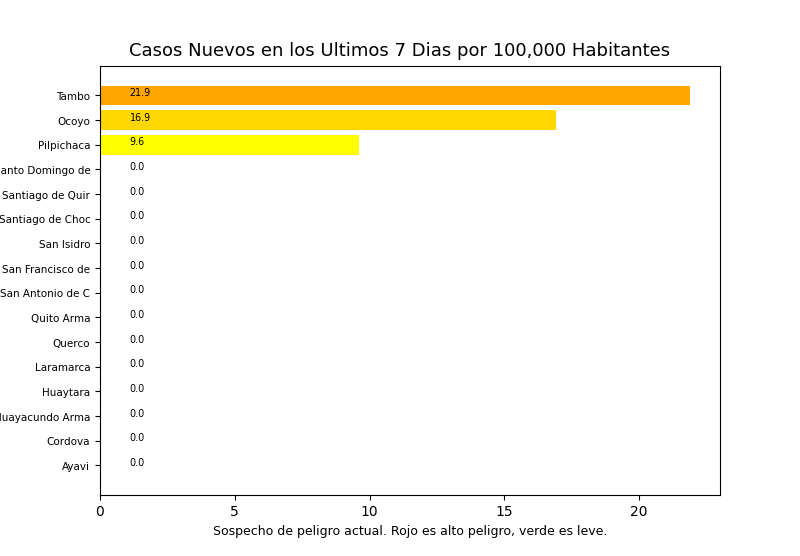 Casos Nuevos en los Ultimos 7 Dias por 100,000 Habitantes
Tambo 21.9
Ocoyo 16.9
Pilpichaca 9.6
anto Domingo de 0.0
Santiago de Quir 0.0
Santiago de Choc 0.0
San Isidro 0.0
San Francisco de 0.0
San Antonio de C 0.0
Quito Arma 0.0
Querco 0.0
Laramarca 0.0
Huaytara 0.0
Huayacundo Arma 0.0
Cordova 0.0
Ayavi 0.0
0 5 10 15 20
Sospecho de peligro actual. Rojo es alto peligro, verde es leve.